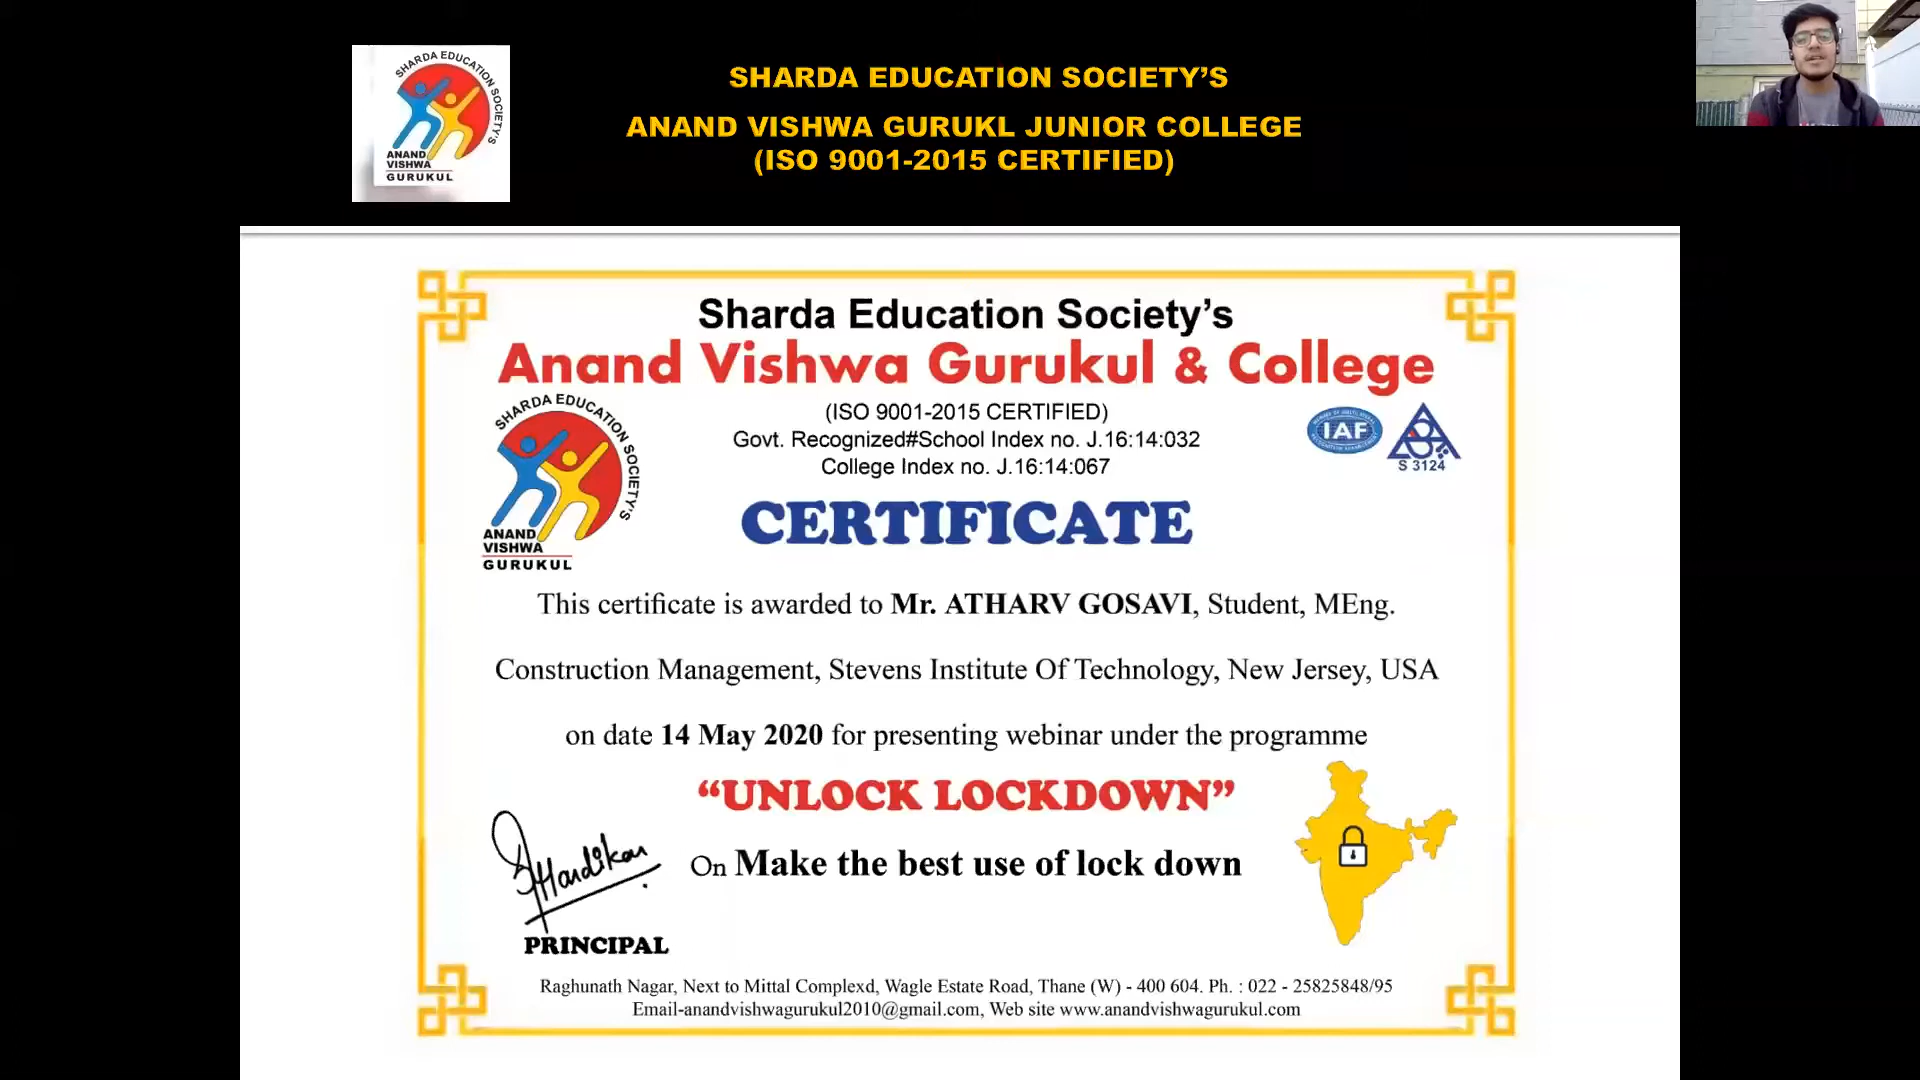 SHARDA EDUCATION SOCIETY'S
ANAND
VISHWA
GURUKUL
SHARDA EDUCATION SOCIETY’S
ANAND VISHWA GURUKL JUNIOR COLLEGE
(ISO 9001-2015 CERTIFIED)
Sharda Education Society’s
Anand Vishwa Gurukul & College
(ISO 9001-2015 CERTIFIED)
Govt. Recognized#School Index no. J.16:14:032
College Index no. J.16:14:067
SHARDA EDUCATION SOCIETY'S
ANAND
VISHWA
GURUKUL
IAF
S 3124
CERTIFICATE
This certificate is awarded to Mr. ATHARV GOSAVI, Student, MEng.
Construction Management, Stevens Institute Of Technology, New Jersey, USA
on date 14 May 2020 for presenting webinar under the programme
“UNLOCK LOCKDOWN”
On Make the best use of lock down
PRINCIPAL
Raghunath Nagar, Next to Mittal Complexd, Wagle Estate Road, Thane (W) - 400 604. Ph. : 022 - 25825848/95
Email-anandvishwagurukul2010@gmail.com, Web site www.anandvishwagurukul.com